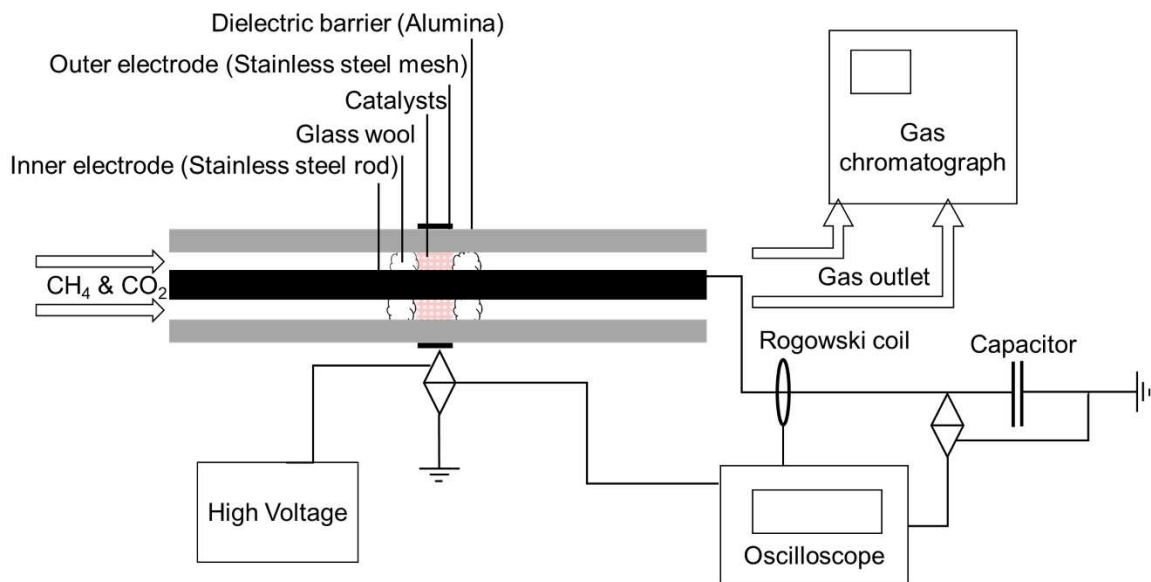 Dielectric barrier (Alumina)
Outer electrode (Stainless steel mesh)
Catalysts
Glass wool
Inner electrode (Stainless steel rod)
Gas
chromatograph
CH₄ & CO₂
Gas outlet
Rogowski coil
Capacitor
High Voltage
Oscilloscope